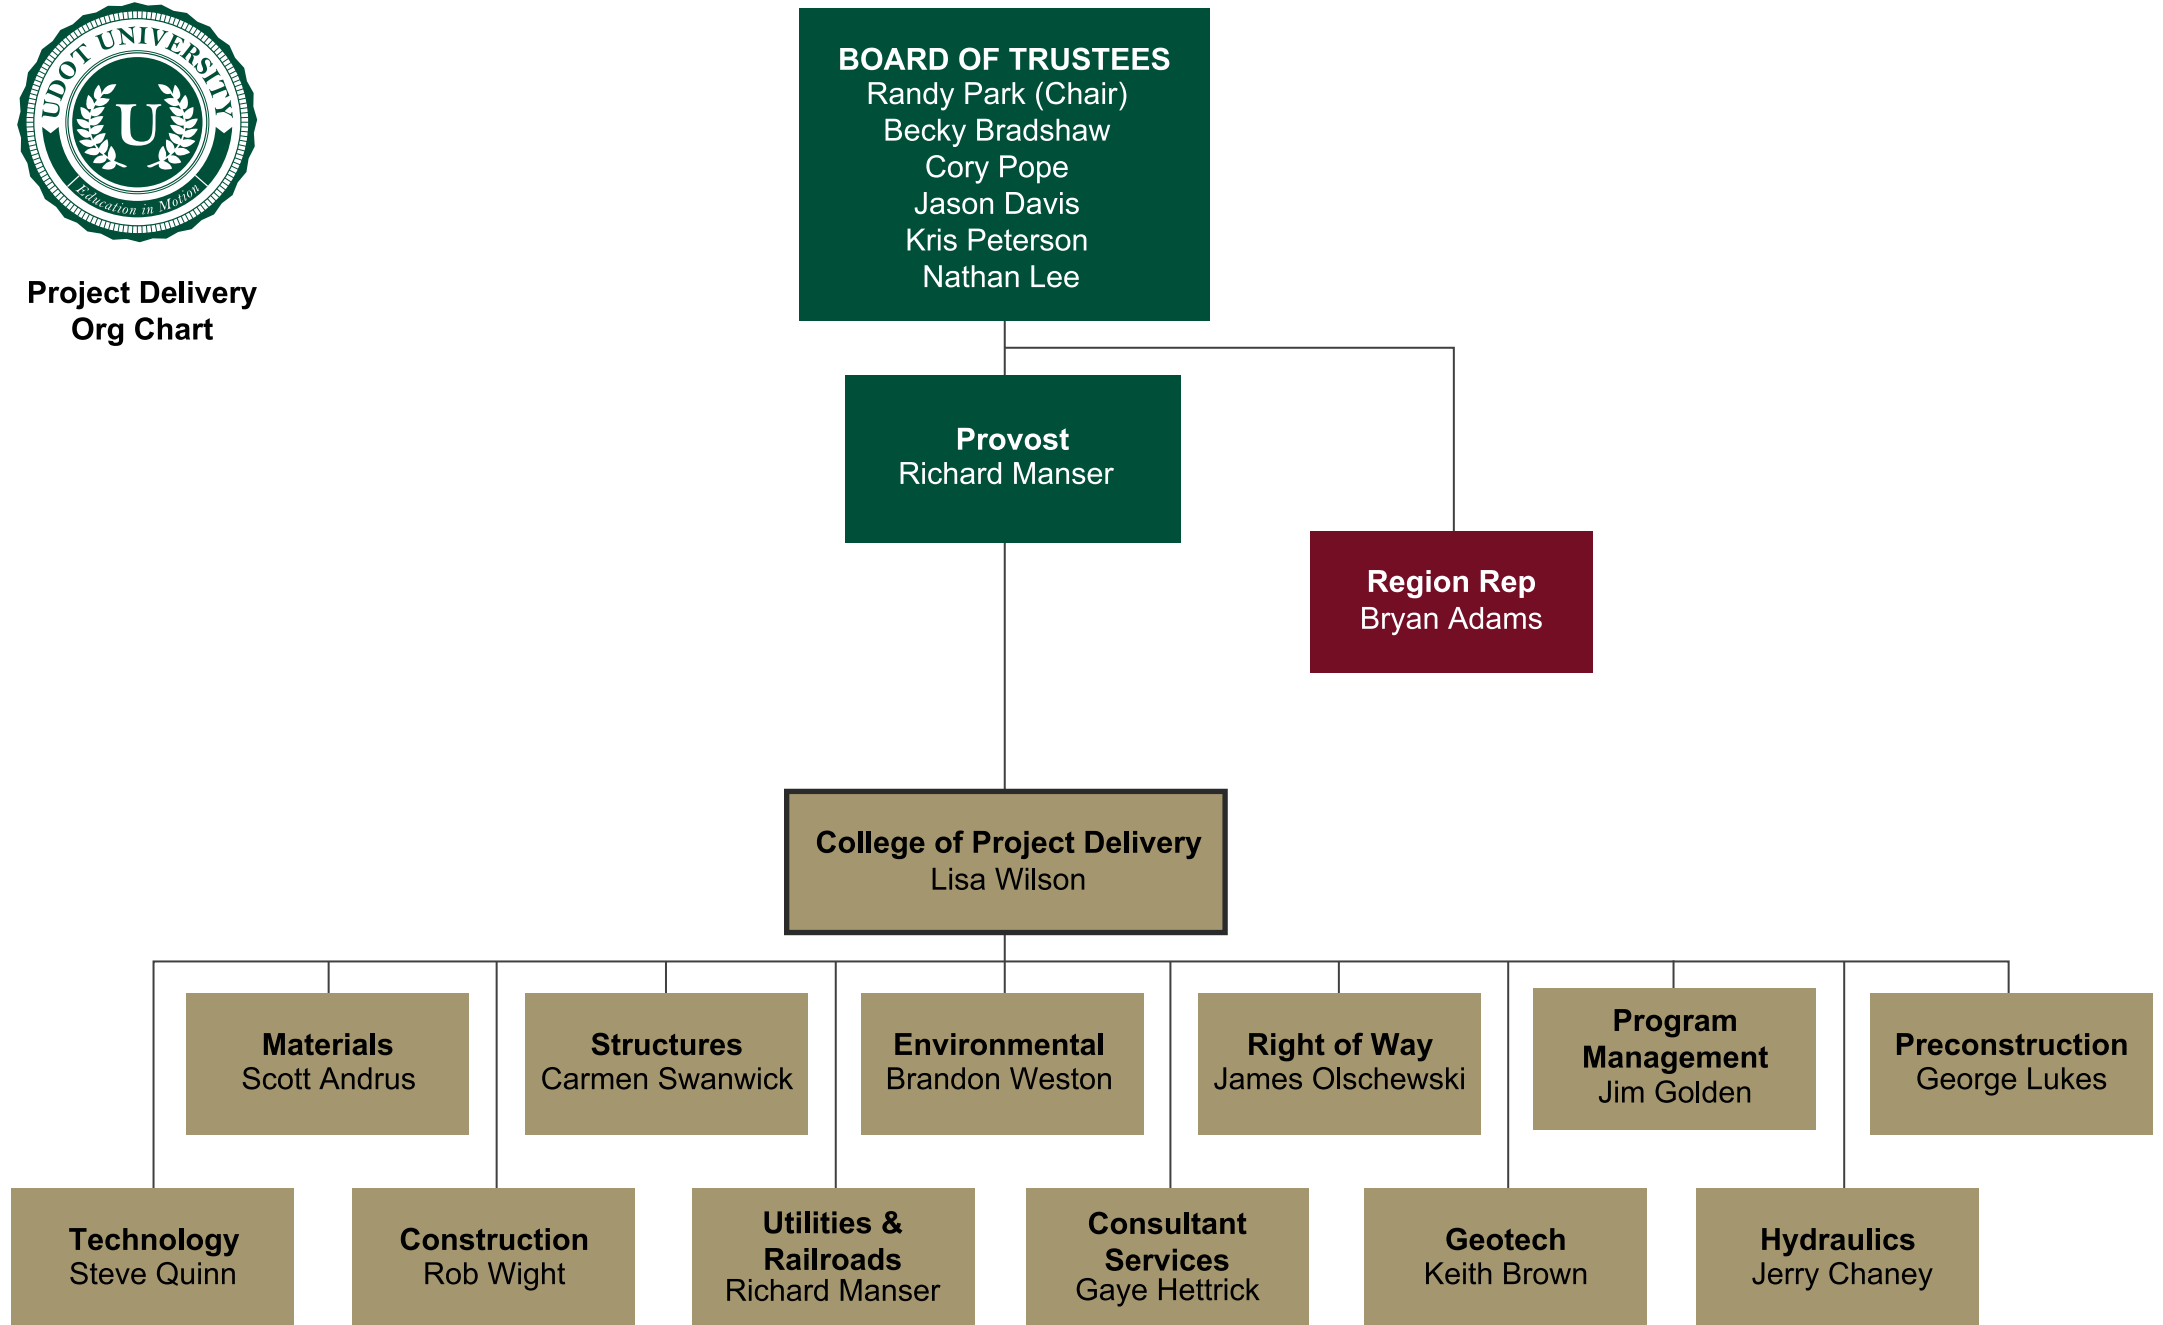 UDOT UNIVERSITY
U
Education in Motion
Project Delivery
Org Chart
BOARD OF TRUSTEES
Randy Park (Chair)
Becky Bradshaw
Cory Pope
Jason Davis
Kris Peterson
Nathan Lee
Provost
Richard Manser
Region Rep
Bryan Adams
College of Project Delivery
Lisa Wilson
Materials
Scott Andrus
Structures
Carmen Swanwick
Environmental
Brandon Weston
Right of Way
James Olschewski
Program
Management
Jim Golden
Preconstruction
George Lukes
Technology
Steve Quinn
Construction
Rob Wight
Utilities &
Railroads
Richard Manser
Consultant
Services
Gaye Hettrick
Geotech
Keith Brown
Hydraulics
Jerry Chaney